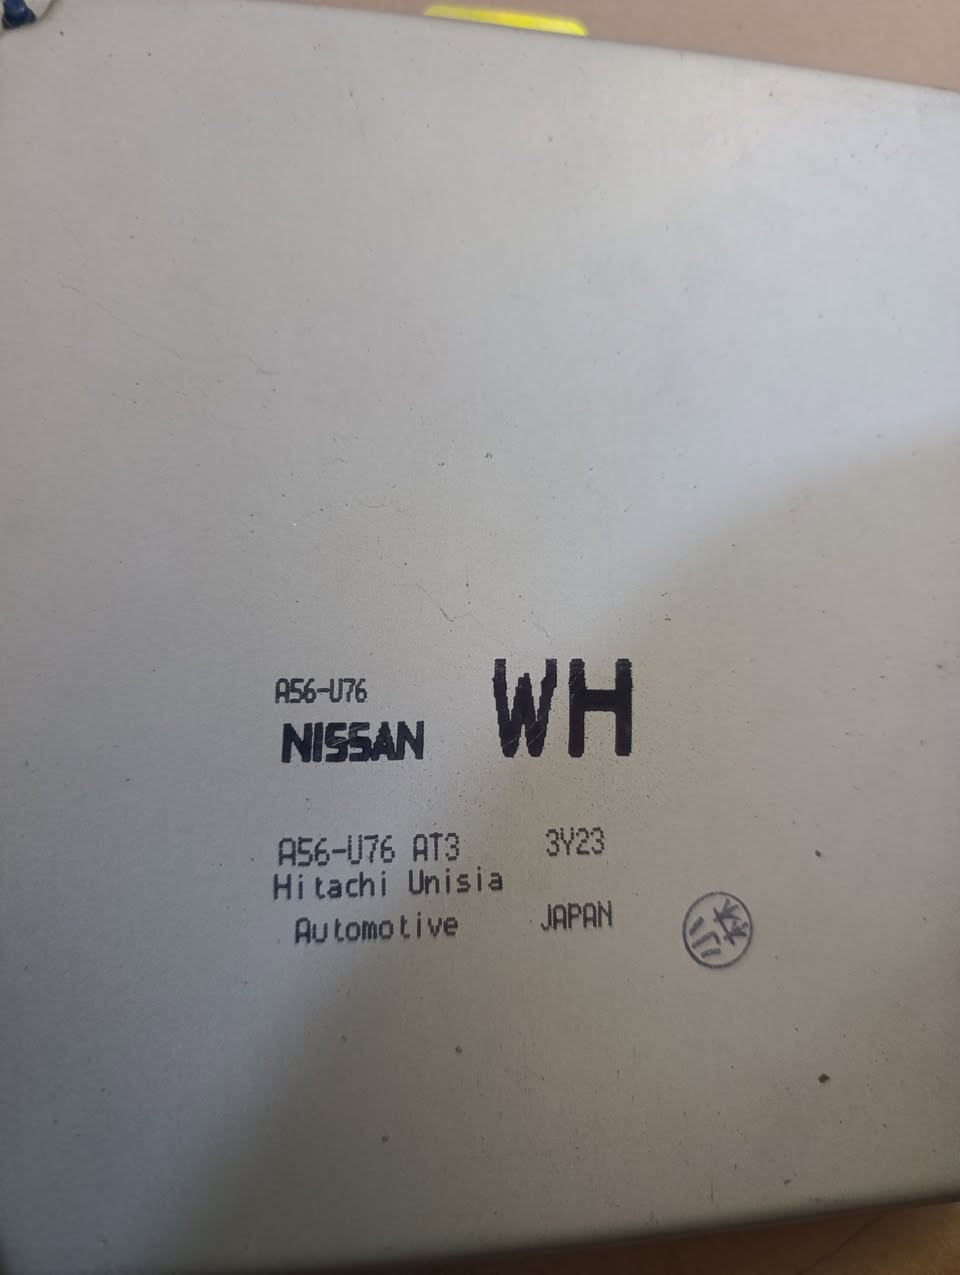 A56-U76
NISSAN WH
A56-U76 AT3 3Y23
Hitachi Unisia
Automotive JAPAN